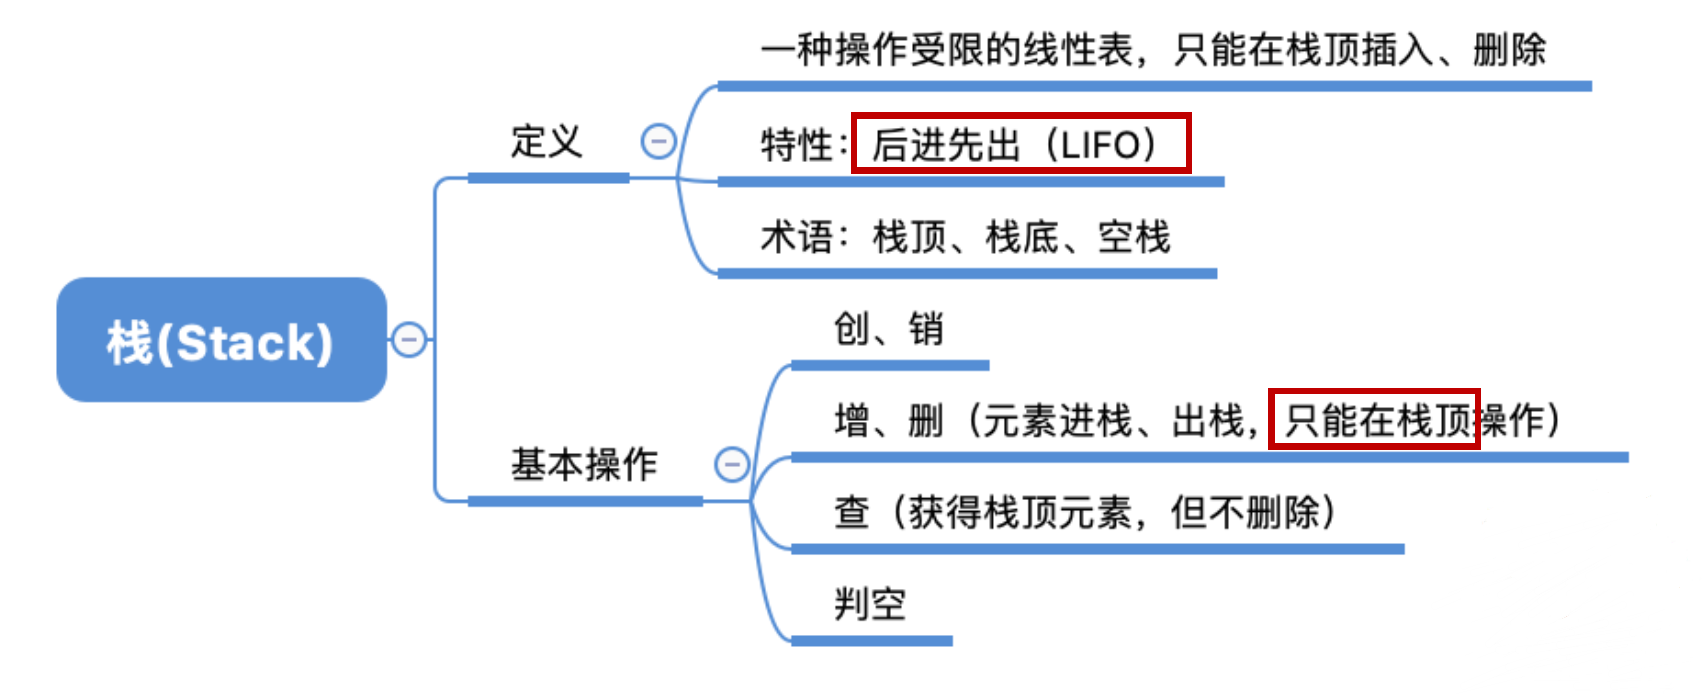 一种操作受限的线性表，只能在栈顶插入、删除
定义
特性：后进先出（LIFO）
术语：栈顶、栈底、空栈
栈(Stack)
创、销
增、删（元素进栈、出栈，只能在栈顶操作）
基本操作
查（获得栈顶元素，但不删除）
判空